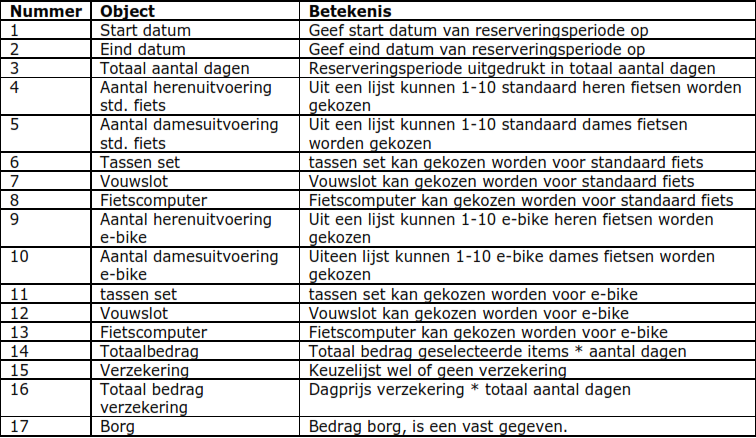 Nummer Object Betekenis
1 Start datum Geef start datum van reserveringsperiode op
2 Eind datum Geef eind datum van reserveringsperiode op
3 Totaal aantal dagen Reserveringsperiode uitgedrukt in totaal aantal dagen
4 Aantal herenuitvoering Uit een lijst kunnen 1-10 standaard heren fietsen worden
std. fiets gekozen
5 Aantal damesuitvoering Uit een lijst kunnen 1-10 standaard dames fietsen
std. fiets worden gekozen
6 Tassen set tassen set kan gekozen worden voor standaard fiets
7 Vouwslot Vouwslot kan gekozen worden voor standaard fiets
8 Fietscomputer Fietscomputer kan gekozen worden voor standaard fiets
9 Aantal herenuitvoering Uit een lijst kunnen 1-10 e-bike heren fietsen worden
e-bike gekozen
10 Aantal damesuitvoering Uiteen lijst kunnen 1-10 e-bike dames fietsen worden
e-bike gekozen
11 tassen set tassen set kan gekozen worden voor e-bike
12 Vouwslot Vouwslot kan gekozen worden voor e-bike
13 Fietscomputer Fietscomputer kan gekozen worden voor e-bike
14 Totaalbedrag Totaal bedrag geselecteerde items * aantal dagen
15 Verzekering Keuzelijst wel of geen verzekering
16 Totaal bedrag Dagprijs verzekering * totaal aantal dagen
verzekering
17 Borg Bedrag borg, is een vast gegeven.